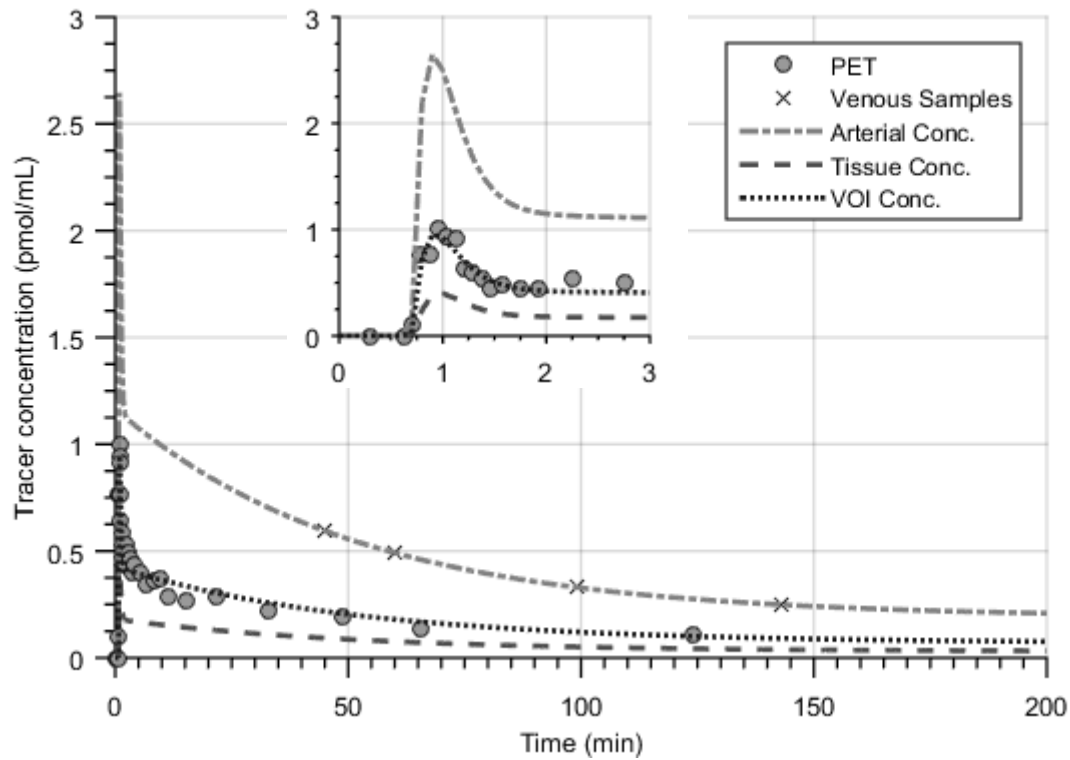 3
2.5
2
1.5
1
0.5
0
0
50
100
150
200
Tracer concentration (pmol/mL)
Time (min)
3
2
1
0
0
1
2
3
PET
Venous Samples
Arterial Conc.
Tissue Conc.
VOI Conc.